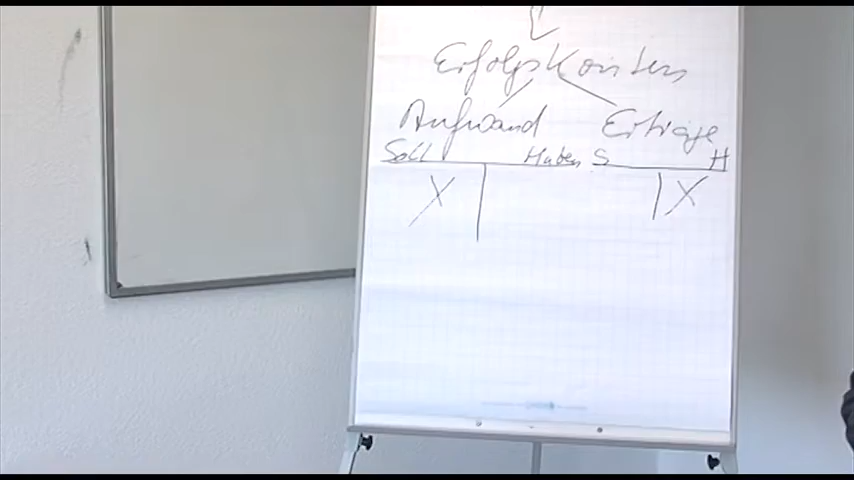 Erfolgskonten
Aufwand Erträge
Soll Haben S H
X X